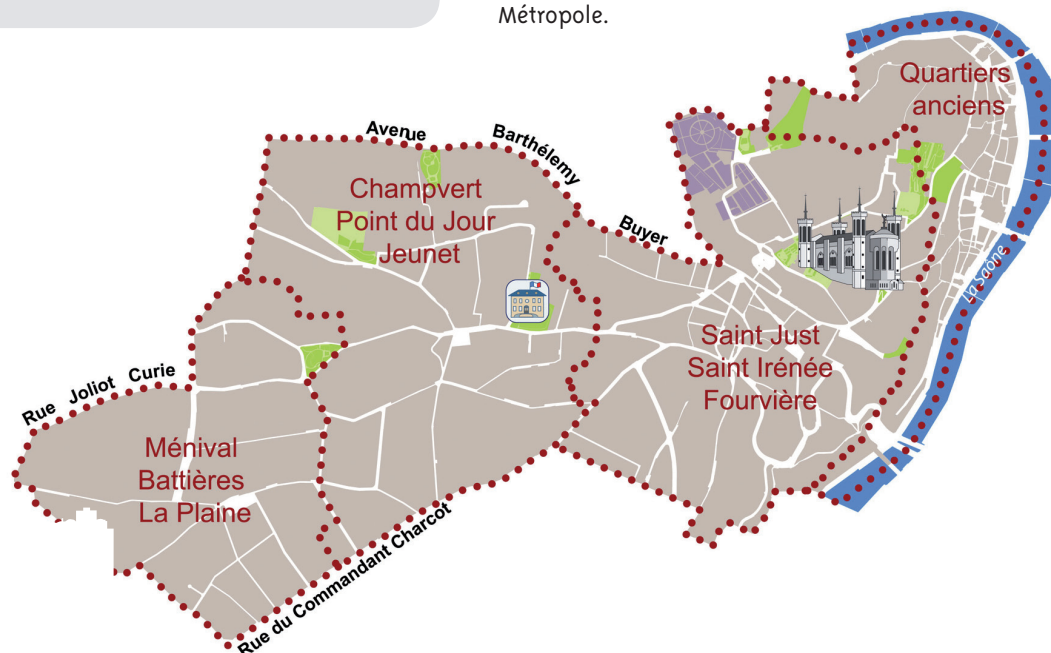 Métropole.
Quartiers
anciens
Avenue Barthélemy Buyer
Champvert
Point du Jour
Jeunet
La Saône
Saint Just
Saint Irénée
Fourvière
Rue Joliot Curie
Ménival
Battières
La Plaine
Rue du Commandant Charcot